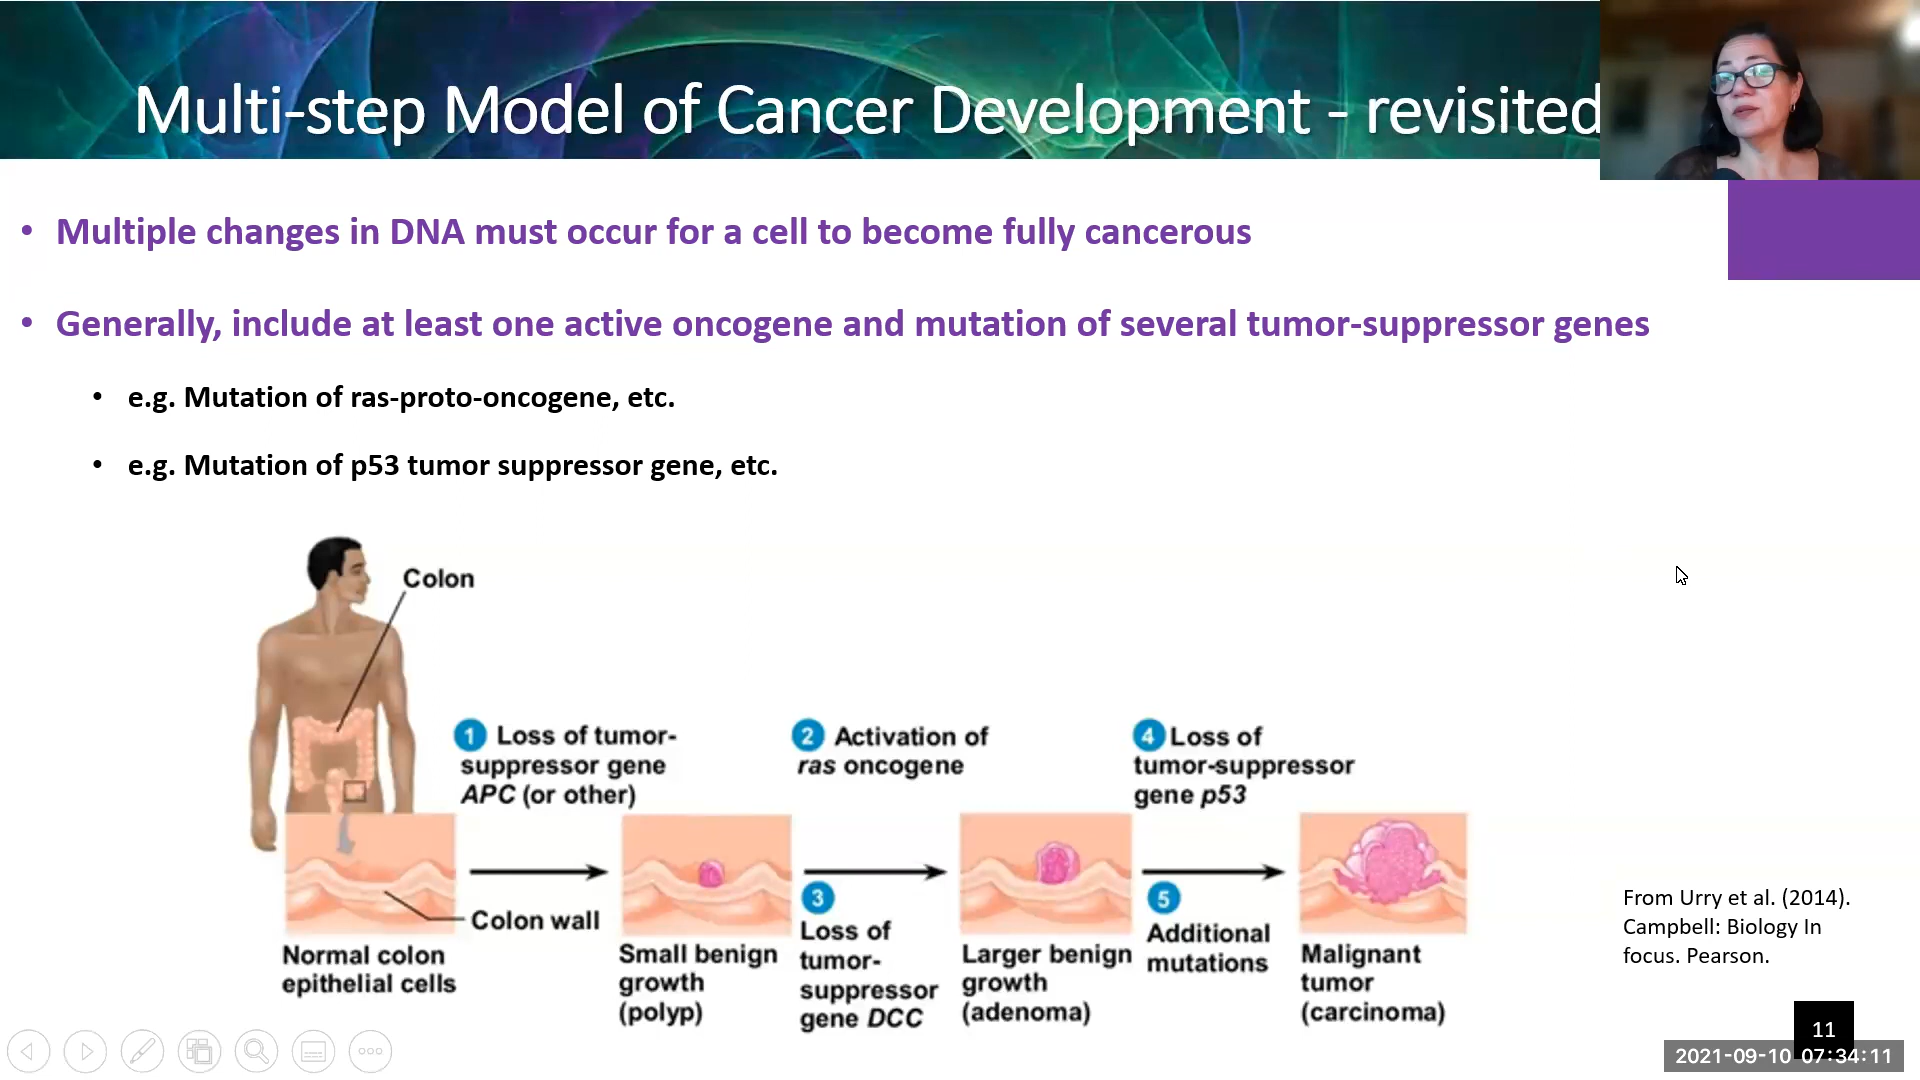 Multi-step Model of Cancer Development - revisited
• Multiple changes in DNA must occur for a cell to become fully cancerous
• Generally, include at least one active oncogene and mutation of several tumor-suppressor genes
• e.g. Mutation of ras-proto-oncogene, etc.
• e.g. Mutation of p53 tumor suppressor gene, etc.
Colon
1 Loss of tumor-
suppressor gene
APC (or other)
2 Activation of
ras oncogene
4 Loss of
tumor-suppressor
gene p53
Colon wall
3
Loss of
tumor-
suppressor
gene DCC
5
Additional
mutations
Normal colon
epithelial cells
Small benign
growth
(polyp)
Larger benign
growth
(adenoma)
Malignant
tumor
(carcinoma)
From Urry et al. (2014).
Campbell: Biology In
focus. Pearson.
11
2021-09-10 07:34:11